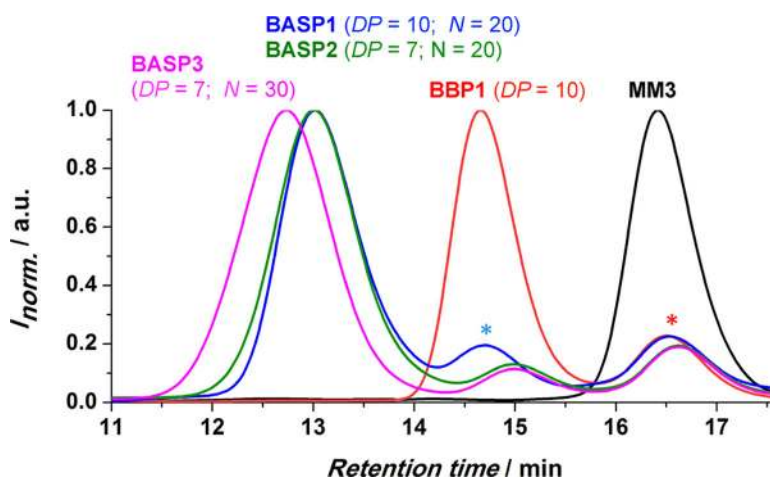 BASP1 (DP = 10; N = 20)
BASP2 (DP = 7; N = 20)
BASP3
(DP = 7; N = 30)
BBP1 (DP = 10)
MM3
1.0
0.8
0.6
0.4
0.2
0.0
Inorm. / a.u.
*
*
11 12 13 14 15 16 17
Retention time / min